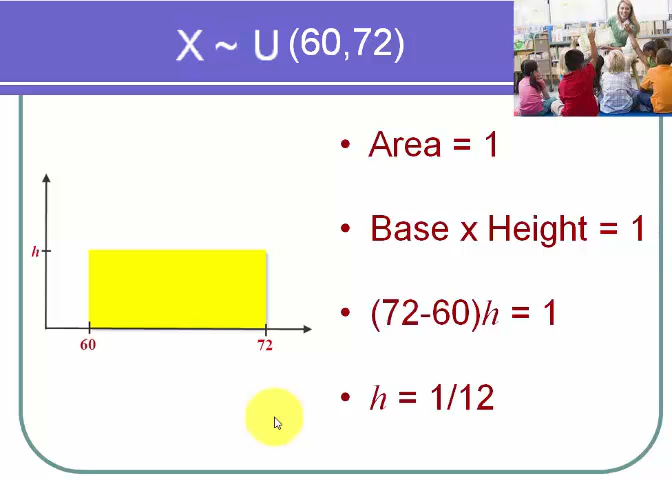 X ~ U (60,72)
• Area = 1
• Base x Height = 1
h
• (72-60)h = 1
60 72
• h = 1/12